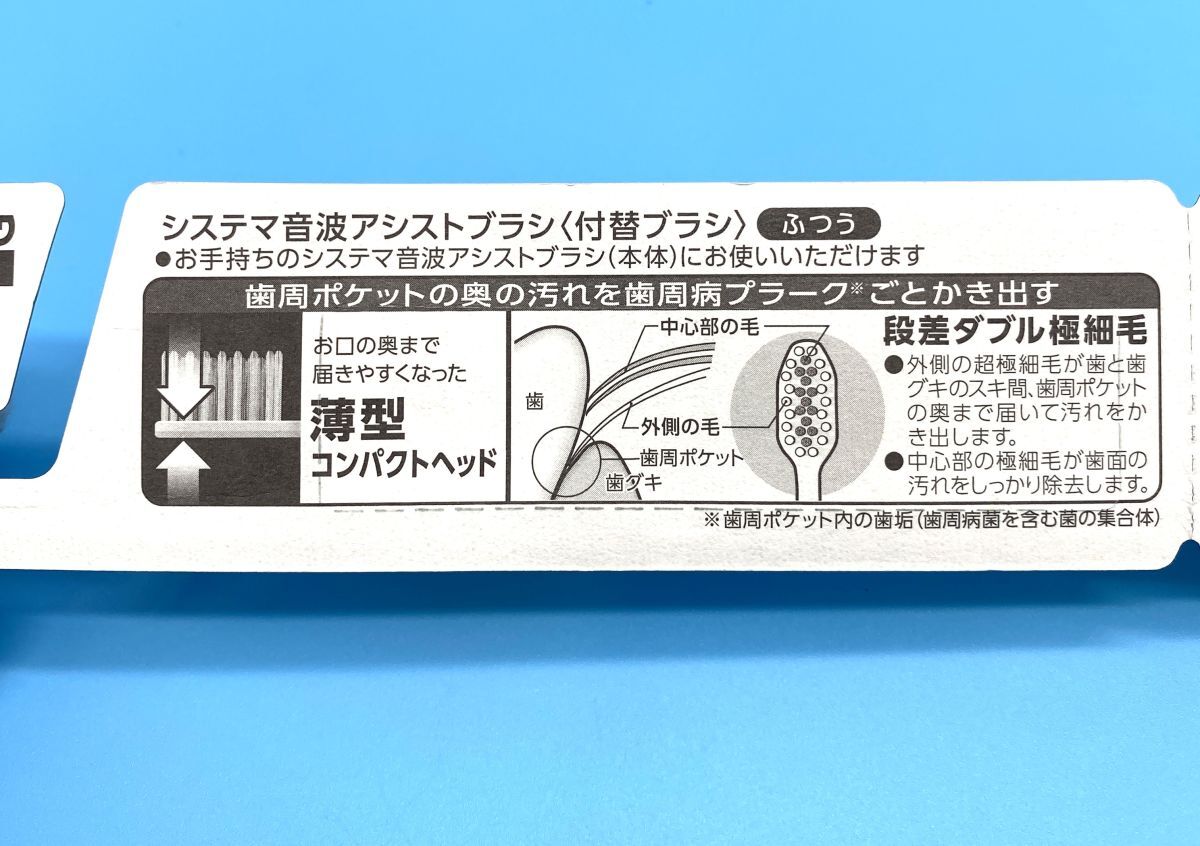 システマ音波アシストブラシ〈付替ブラシ〉 ふつう
●お手持ちのシステマ音波アシストブラシ(本体)にお使いいただけます
歯周ポケットの奥の汚れを歯周病プラーク※ごとかき出す
お口の奥まで
届きやすくなった
薄型
コンパクトヘッド
中心部の毛
歯
外側の毛
歯周ポケット
歯グキ
段差ダブル極細毛
●外側の超極細毛が歯と歯
グキのスキ間、歯周ポケット
の奥まで届いて汚れをか
き出します。
●中心部の極細毛が歯面の
汚れをしっかり除去します。
※歯周ポケット内の歯垢(歯周病菌を含む菌の集合体)